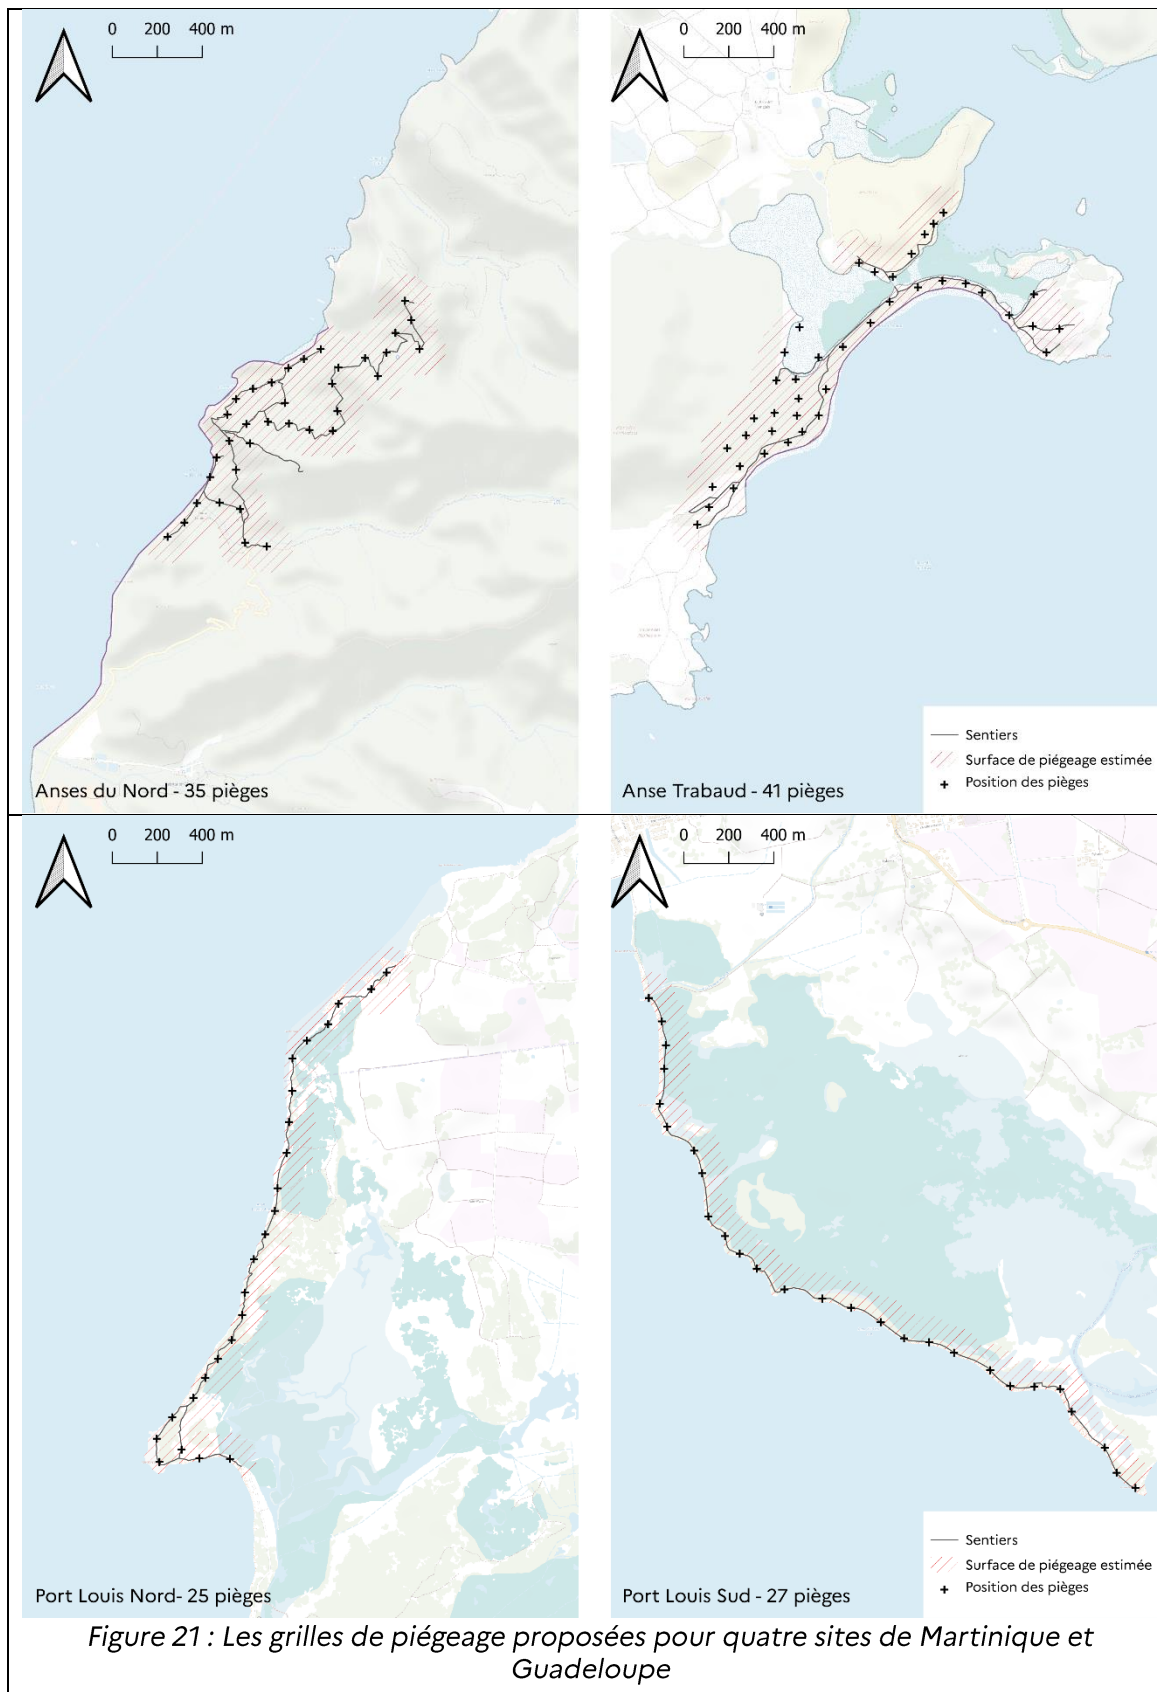 0 200 400 m
0 200 400 m
Sentiers
Surface de piégeage estimée
Position des pièges
Anses du Nord - 35 pièges
Anse Trabaud - 41 pièges
0 200 400 m
0 200 400 m
Sentiers
Surface de piégeage estimée
Position des pièges
Port Louis Nord- 25 pièges
Port Louis Sud - 27 pièges
Figure 21 : Les grilles de piégeage proposées pour quatre sites de Martinique et
Guadeloupe